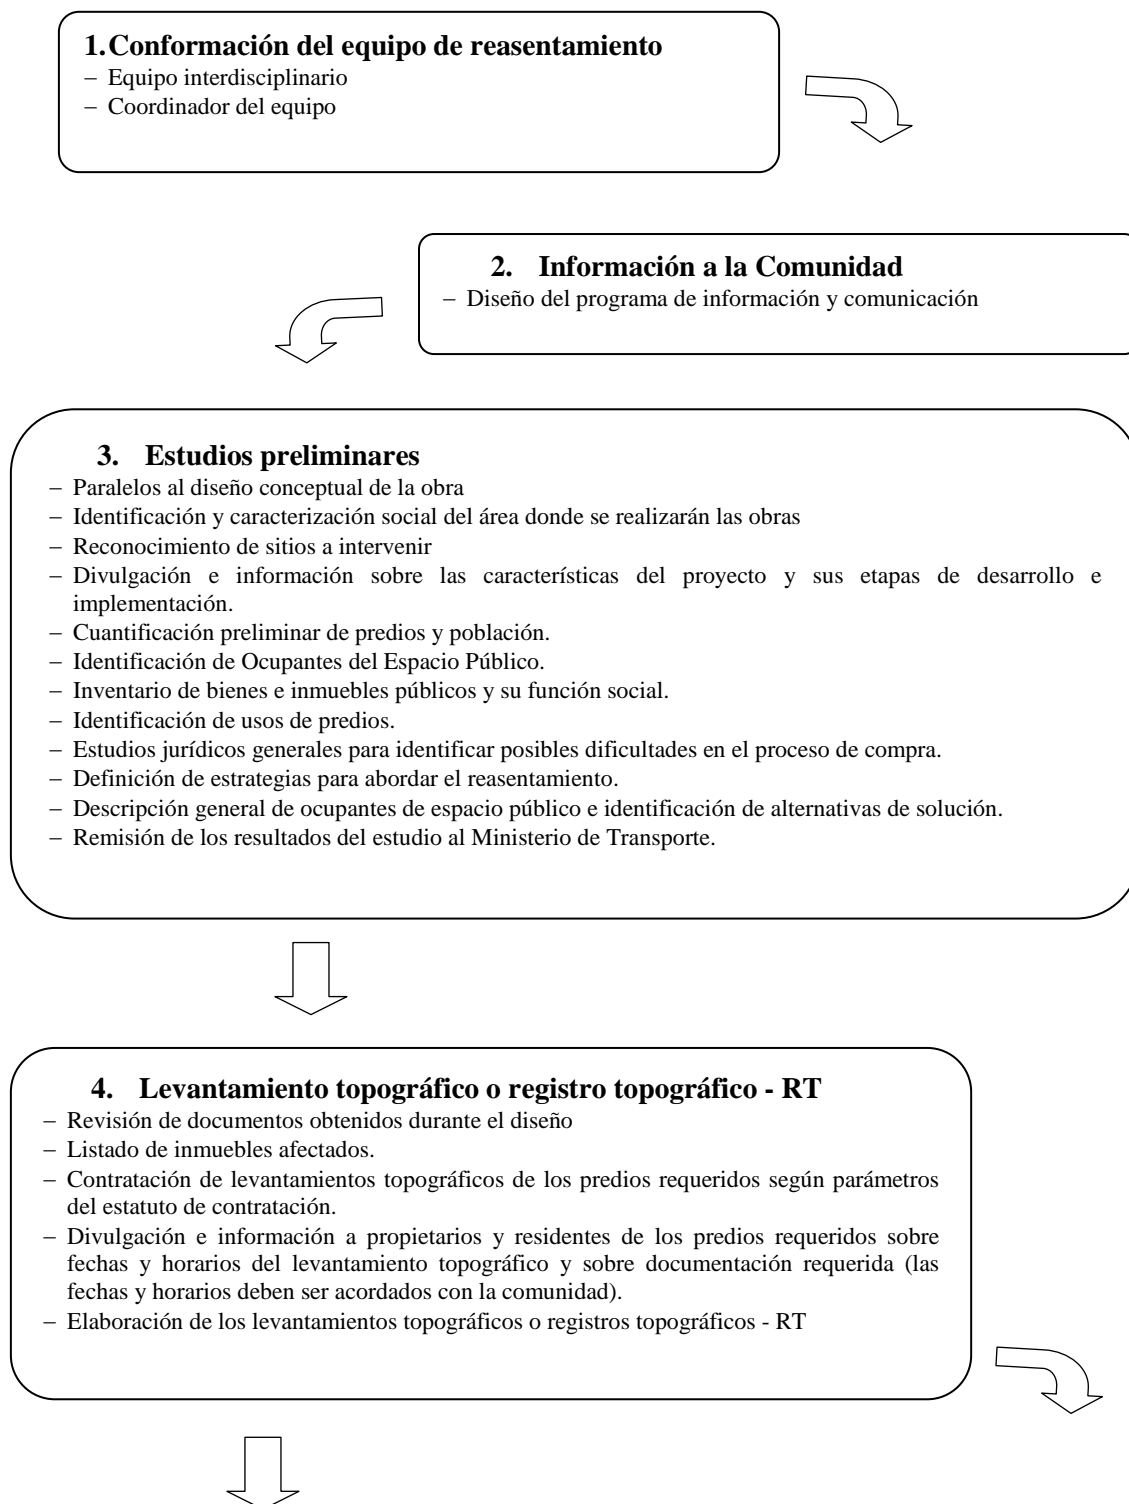 1. Conformación del equipo de reasentamiento
– Equipo interdisciplinario
– Coordinador del equipo
2. Información a la Comunidad
– Diseño del programa de información y comunicación
3. Estudios preliminares
– Paralelos al diseño conceptual de la obra
– Identificación y caracterización social del área donde se realizarán las obras
– Reconocimiento de sitios a intervenir
– Divulgación e información sobre las características del proyecto y sus etapas de desarrollo e
implementación.
– Cuantificación preliminar de predios y población.
– Identificación de Ocupantes del Espacio Público.
– Inventario de bienes e inmuebles públicos y su función social.
– Identificación de usos de predios.
– Estudios jurídicos generales para identificar posibles dificultades en el proceso de compra.
– Definición de estrategias para abordar el reasentamiento.
– Descripción general de ocupantes de espacio público e identificación de alternativas de solución.
– Remisión de los resultados del estudio al Ministerio de Transporte.
4. Levantamiento topográfico o registro topográfico - RT
– Revisión de documentos obtenidos durante el diseño
– Listado de inmuebles afectados.
– Contratación de levantamientos topográficos de los predios requeridos según parámetros
del estatuto de contratación.
– Divulgación e información a propietarios y residentes de los predios requeridos sobre
fechas y horarios del levantamiento topográfico y sobre documentación requerida (las
fechas y horarios deben ser acordados con la comunidad).
– Elaboración de los levantamientos topográficos o registros topográficos - RT